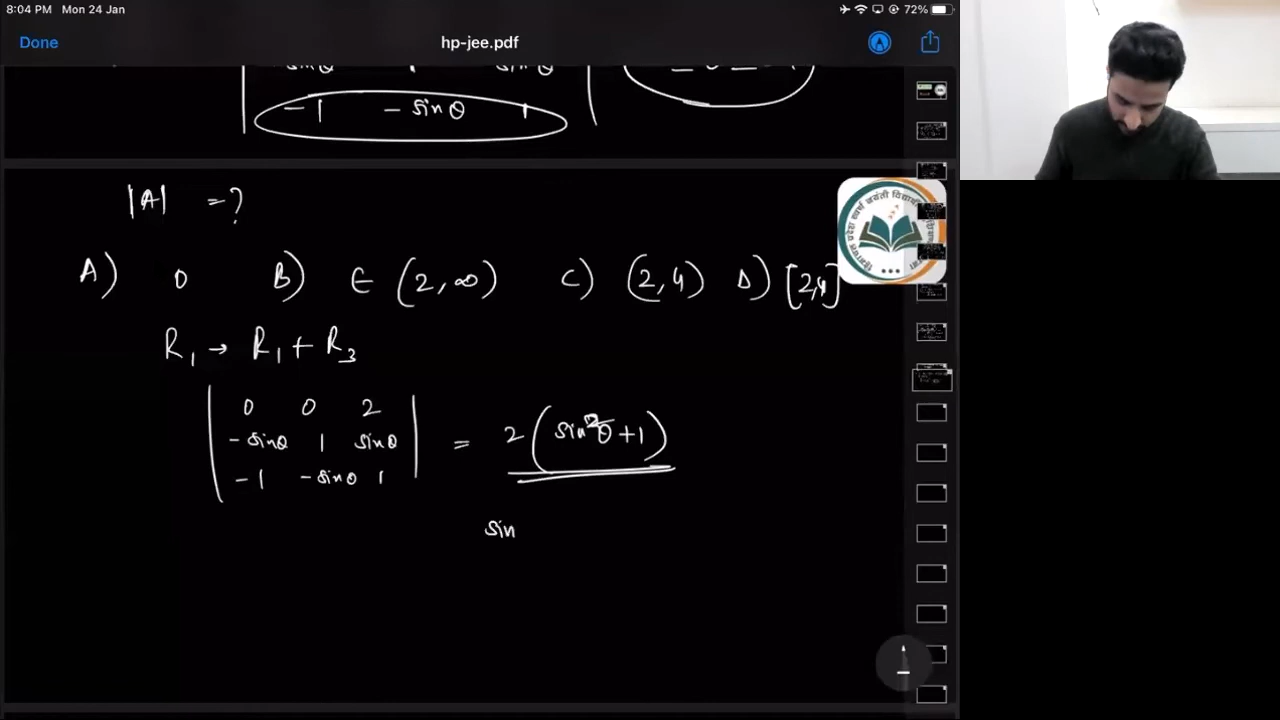 8:04 PM Mon 24 Jan
72%
Done
hp-jee.pdf
-1 - sin θ 1
|A| = ?
A) 0 B) ∈ (2, ∞) C) (2, 4) D) [2, 4]
R₁ → R₁ + R₃
0 0 2
-sinθ 1 sinθ = 2 (sin²θ + 1)
-1 -sinθ 1
sin